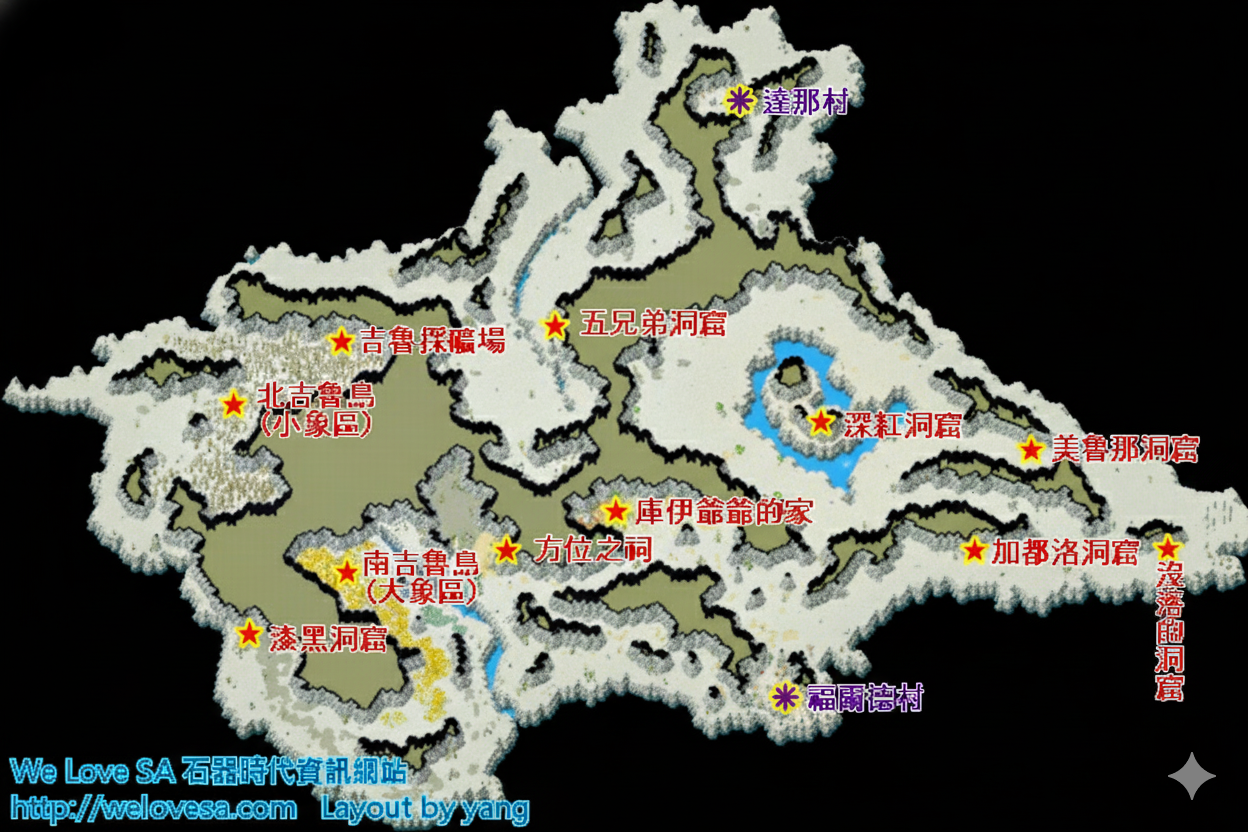 達那村
五兄弟洞窟
吉魯採礦場
北吉魯島
(小象區)
深紅洞窟
美魯那洞窟
庫伊爺爺的家
方位之祠
加都洛洞窟
南吉魯島
(大象區)
沒落的洞窟
漆黑洞窟
福爾德村
We Love SA 石器時代資訊網站
http://welovesa.com Layout by yang